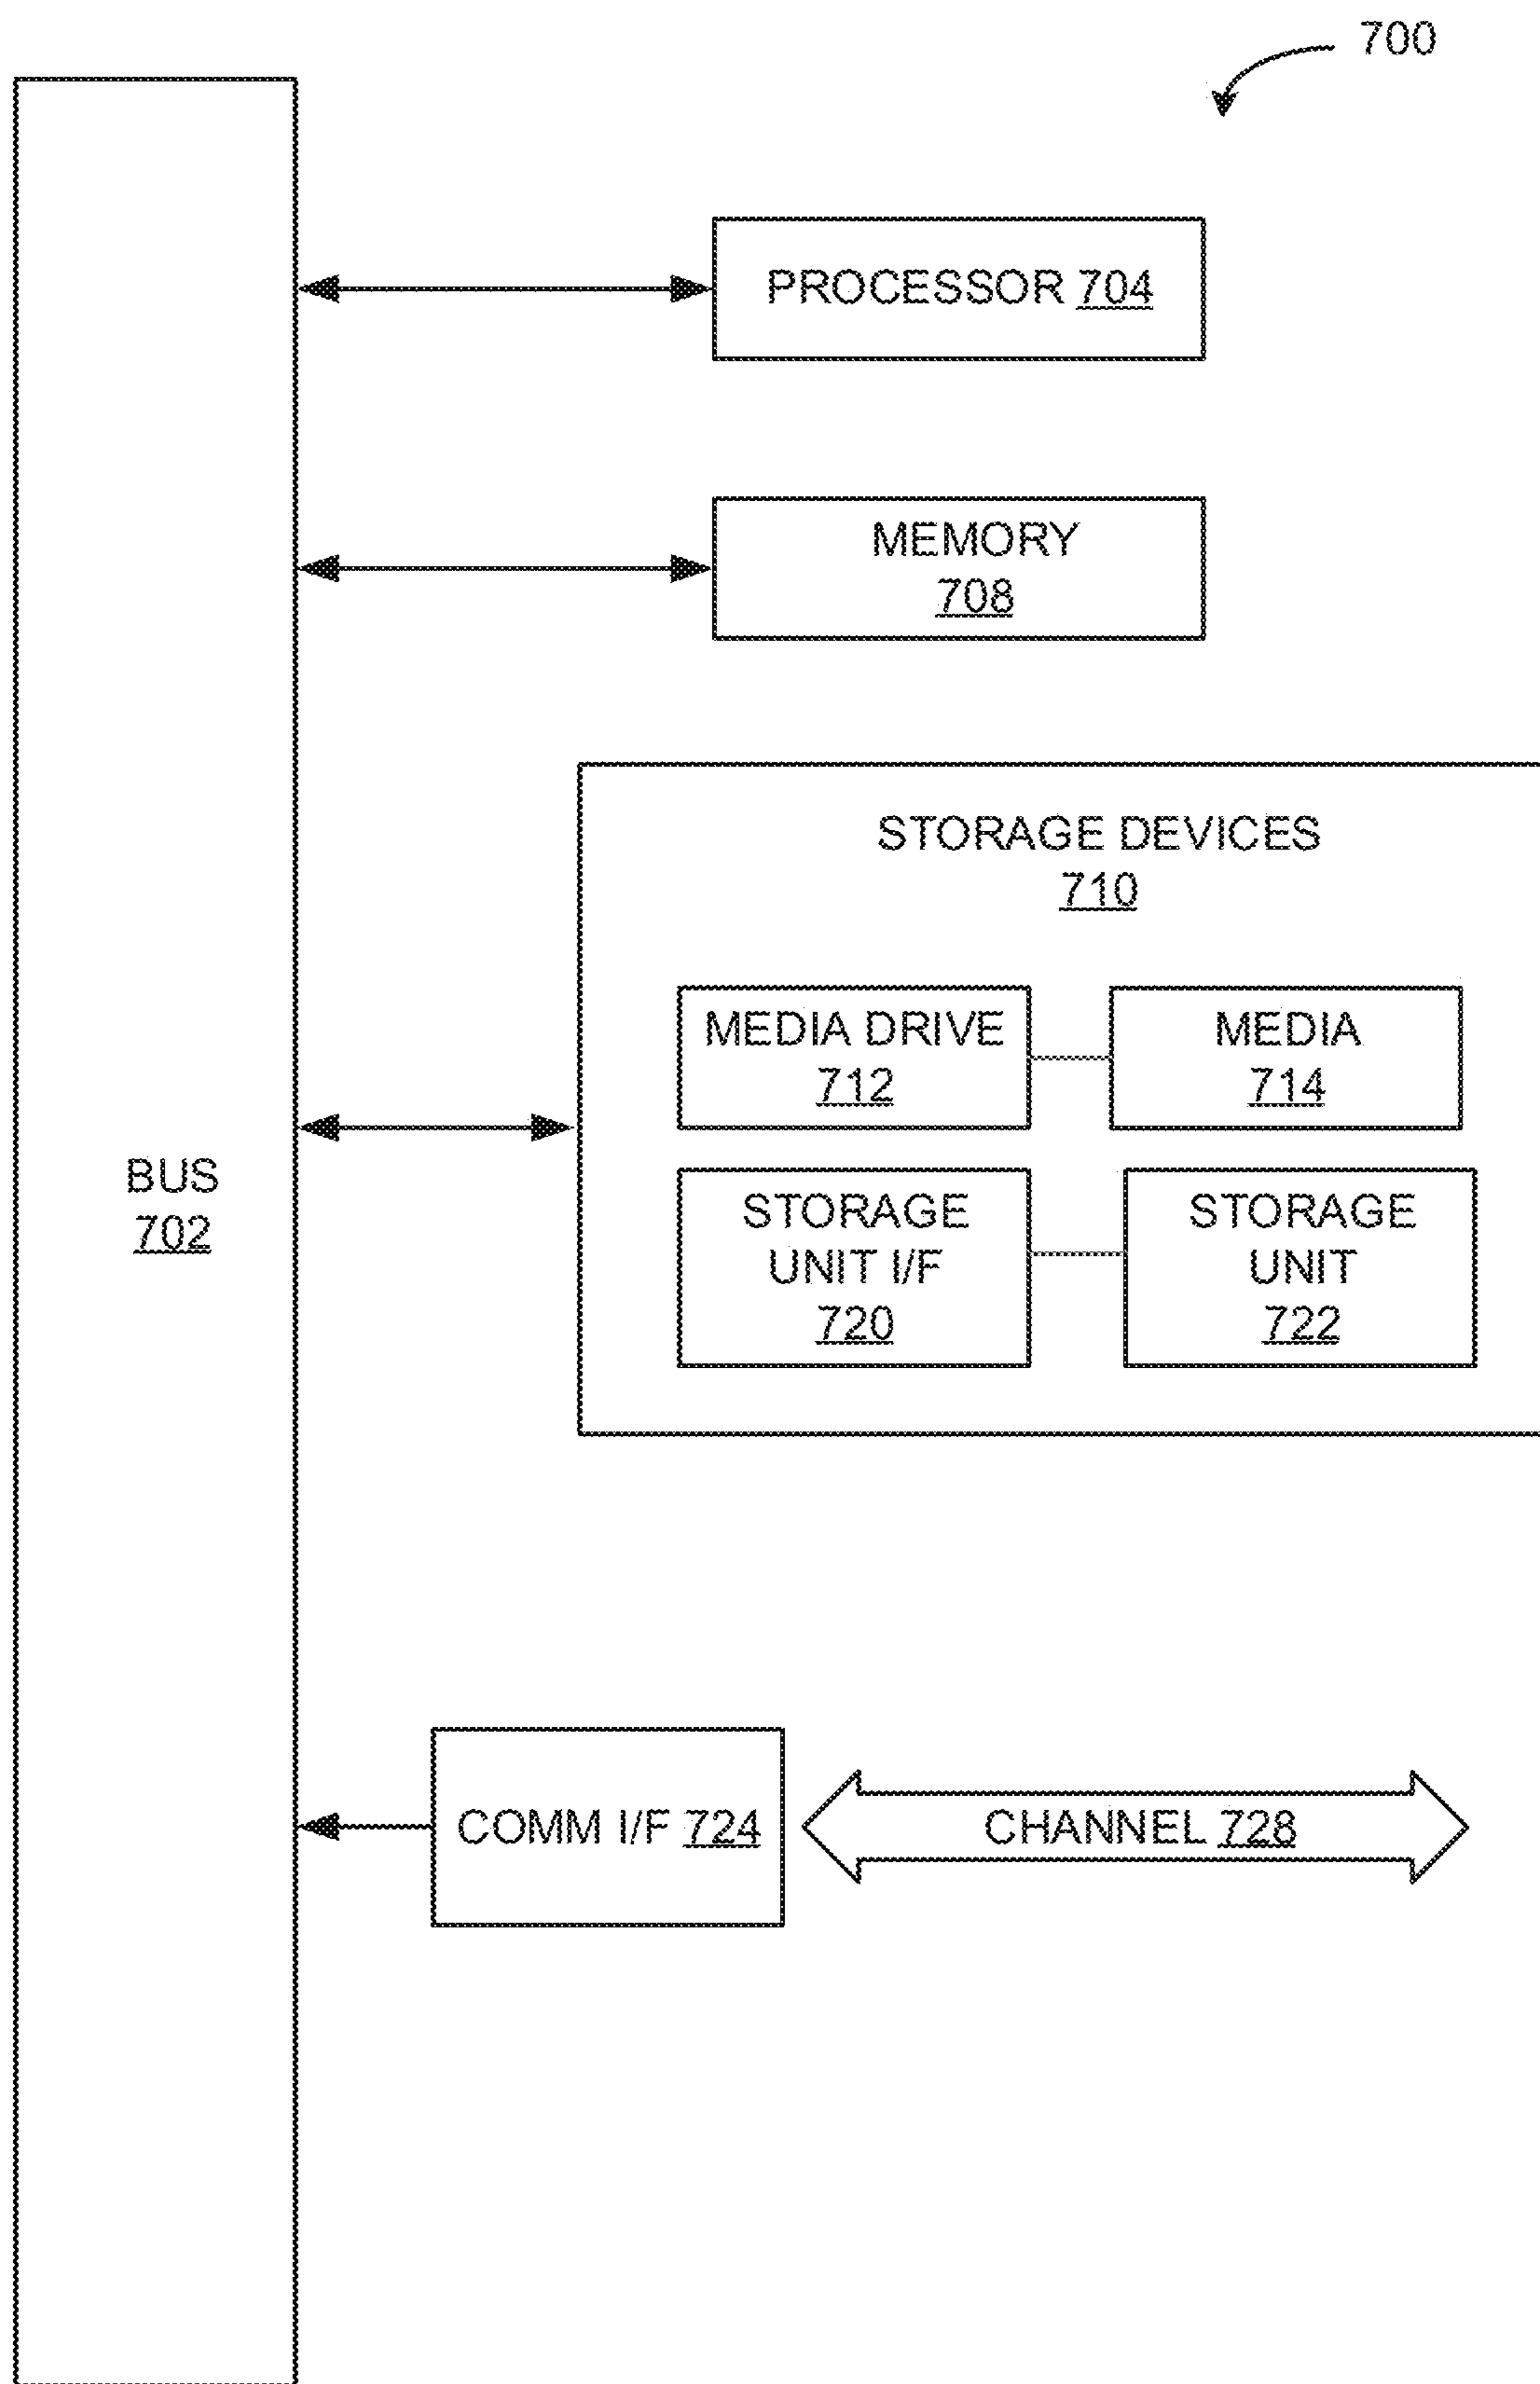 700
PROCESSOR 704
MEMORY
708
STORAGE DEVICES
710
MEDIA DRIVE
712
MEDIA
714
BUS
702
STORAGE
UNIT I/F
720
STORAGE
UNIT
722
COMM I/F 724
CHANNEL 728